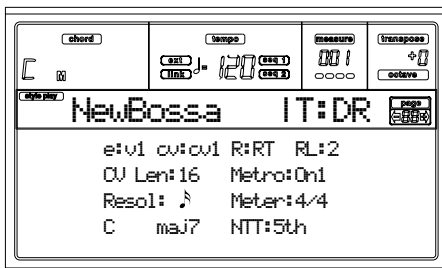 chord tempo measure transpose
C M ext link ♩= 120 seq 1 seq 2 001 +0
octave
style play NewBossa IT:DR page
e:v1 cv:cv1 R:RT RL:2
CV Len:16 Metro:On1
Resol: 𝅘𝅥𝅯 Meter:4/4
C maj7 NTT:5th